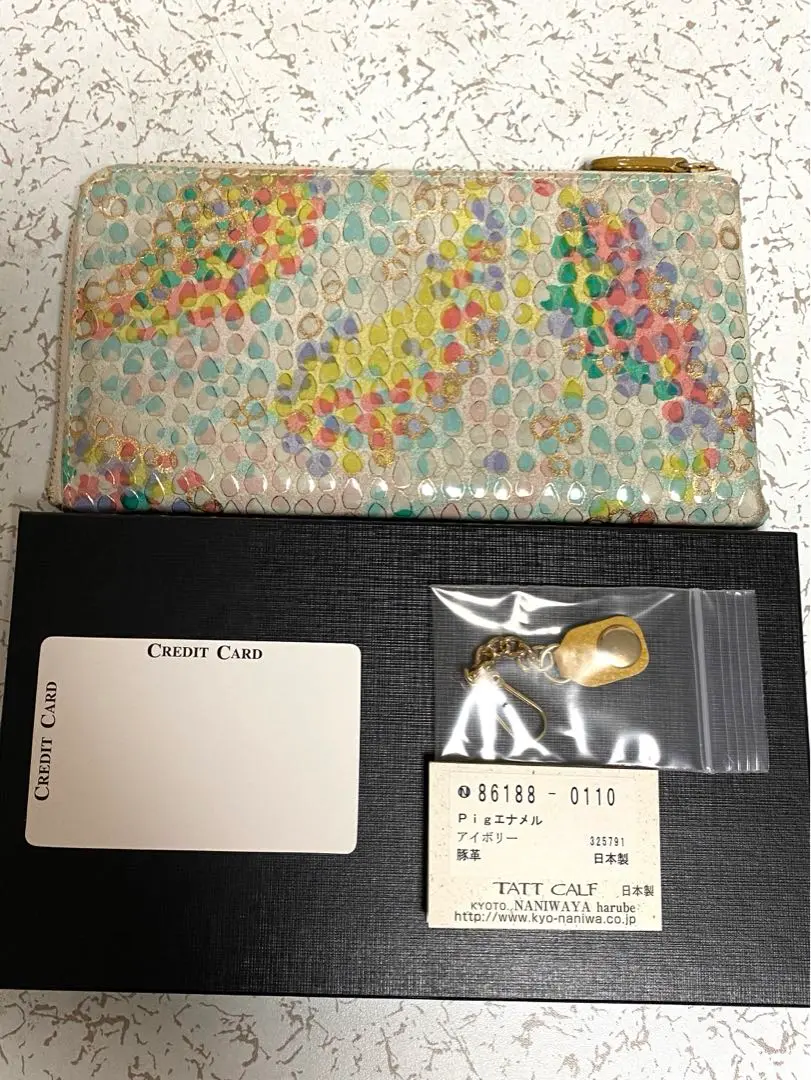 CREDIT CARD
CREDIT CARD
N 86188 - 0110
Pigエナメル
アイボリー 325791
豚革 日本製
TATT CALF 日本製
KYOTO. NANIWAYA harube
http://www.kyo-naniwa.co.jp